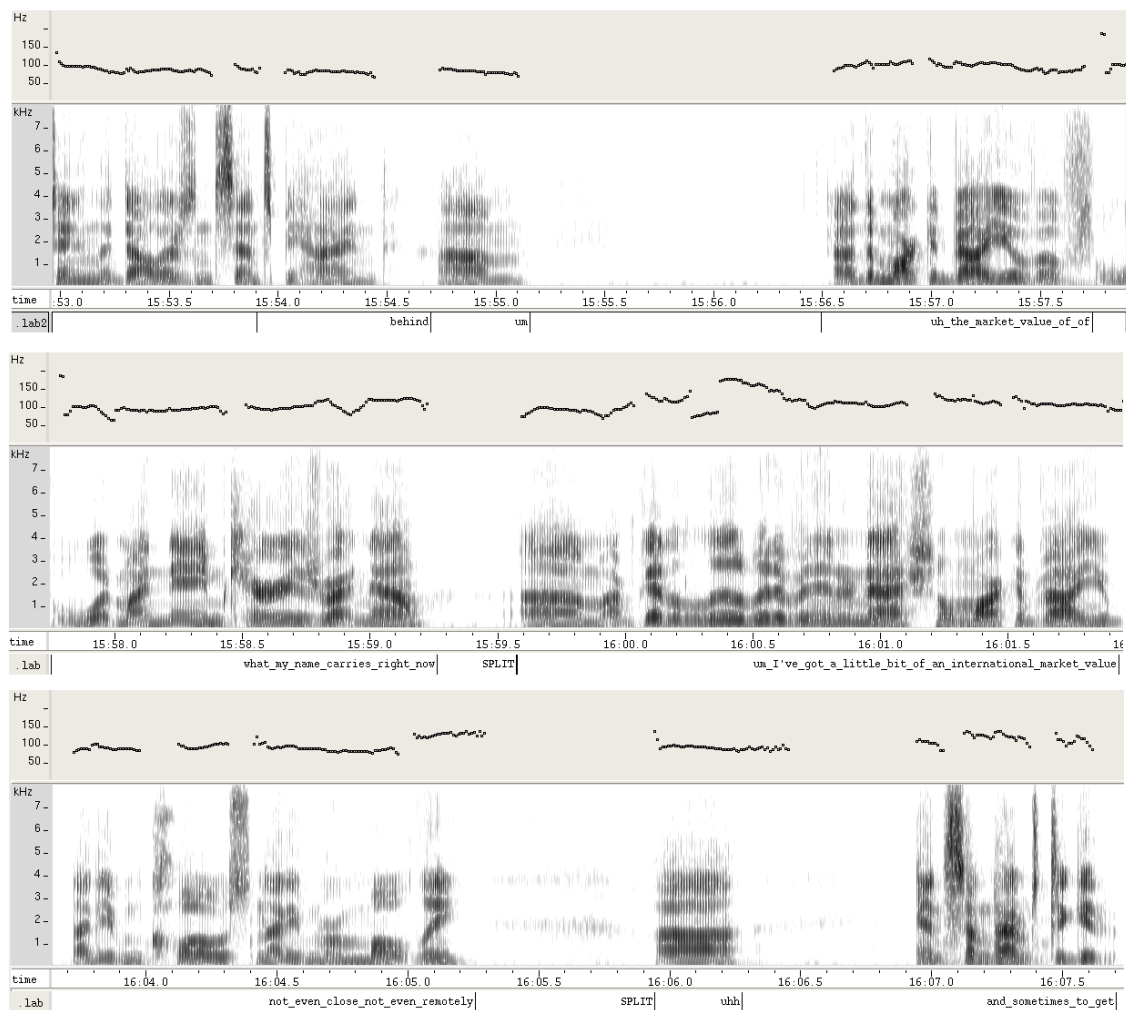 Hz
150
100
50
kHz
7
6
5
4
3
2
1
time :53.0 15:53.5 15:54.0 15:54.5 15:55.0 15:55.5 15:56.0 15:56.5 15:57.0 15:57.5
.lab2 behind um uh_the_market_value_of_of
Hz
150
100
50
kHz
7
6
5
4
3
2
1
time 15:58.0 15:58.5 15:59.0 15:59.5 16:00.0 16:00.5 16:01.0 16:01.5 16
.lab what_my_name_carries_right_now SPLIT um_I've_got_a_little_bit_of_an_international_market_value
Hz
150
100
50
kHz
7
6
5
4
3
2
1
time 16:04.0 16:04.5 16:05.0 16:05.5 16:06.0 16:06.5 16:07.0 16:07.5
.lab not_even_close_not_even_remotely SPLIT uhh and_sometimes_to_get